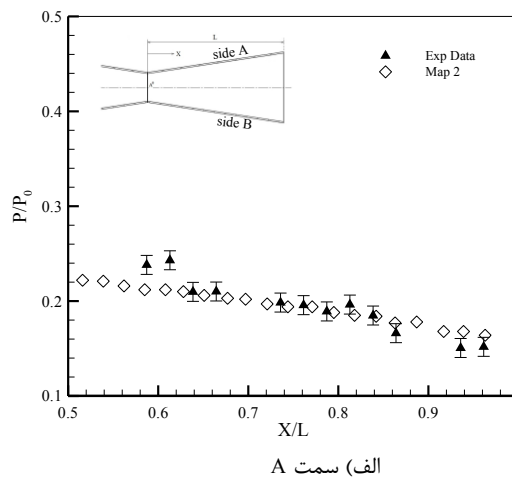 0.5
L
X
side A
Exp Data
Map 2
side B
0.4
P/P0
0.3
0.2
0.1
0.5 0.6 0.7 0.8 0.9
X/L
الف) سمت A